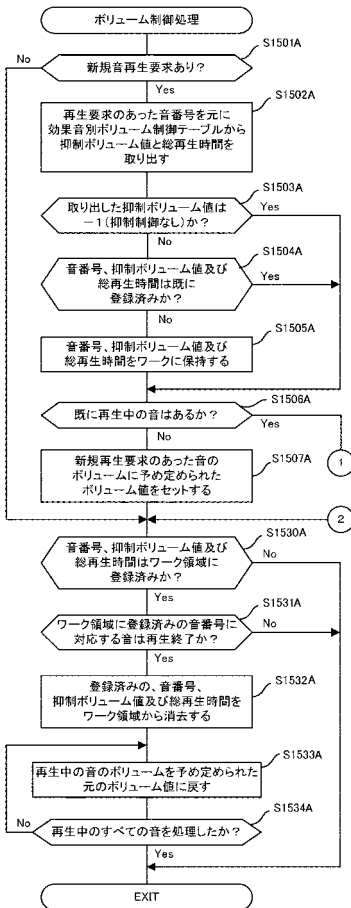 ボリューム制御処理
S1501A
No
新規音再生要求あり?
Yes
S1502A
再生要求のあった音番号を元に
効果音別ボリューム制御テーブルから
抑制ボリューム値と総再生時間を
取り出す
S1503A
取り出した抑制ボリューム値は
-1(抑制制御なし)か?
Yes
No
S1504A
音番号、抑制ボリューム値及び
総再生時間は既に
登録済みか?
Yes
No
S1505A
音番号、抑制ボリューム値及び
総再生時間をワークに保持する
S1506A
既に再生中の音はあるか?
Yes
No
S1507A
1
新規再生要求のあった音の
ボリュームに予め定められた
ボリューム値をセットする
2
S1530A
音番号、抑制ボリューム値及び
総再生時間はワーク領域に
登録済みか?
No
Yes
S1531A
ワーク領域に登録済みの音番号に
対応する音は再生終了か?
No
Yes
S1532A
登録済みの、音番号、
抑制ボリューム値及び総再生時間を
ワーク領域から消去する
S1533A
再生中の音のボリュームを予め定められた
元のボリューム値に戻す
S1534A
No
再生中のすべての音を処理したか?
Yes
EXIT